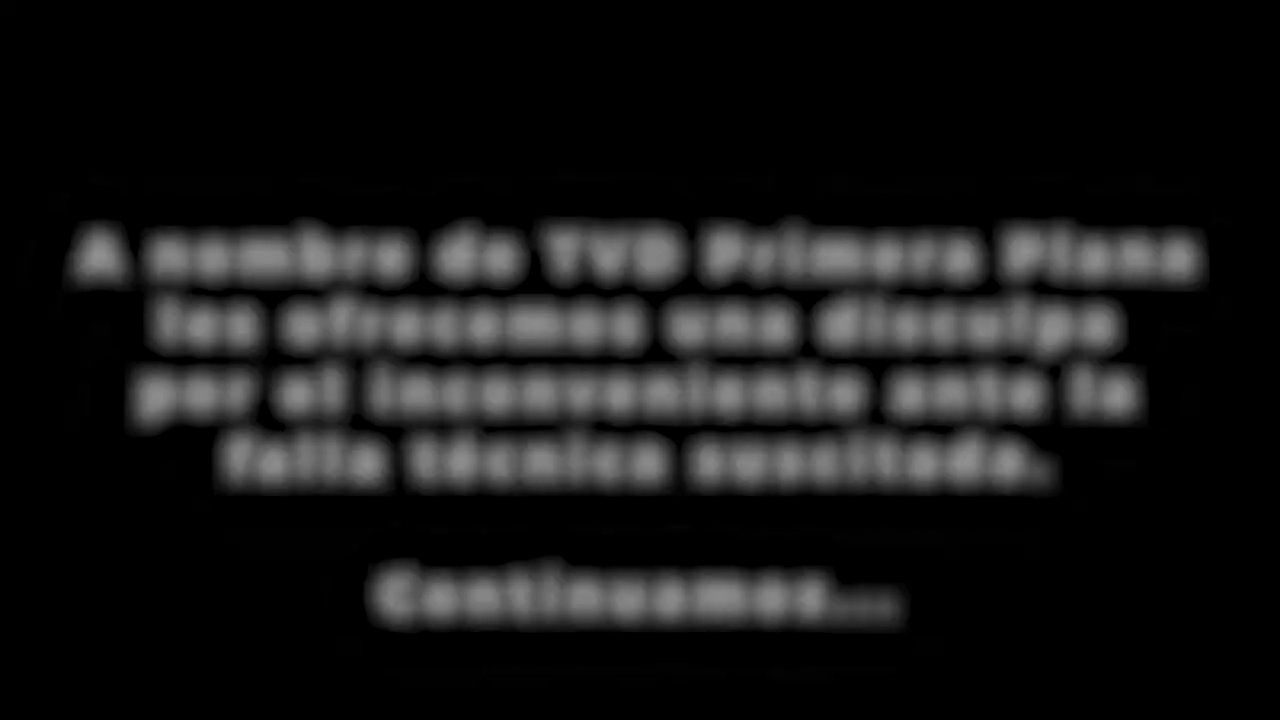 A nombre de TVD Primera Plana
les ofrecemos una disculpa
por el inconveniente ante la
falla técnica suscitada.
Continuamos...